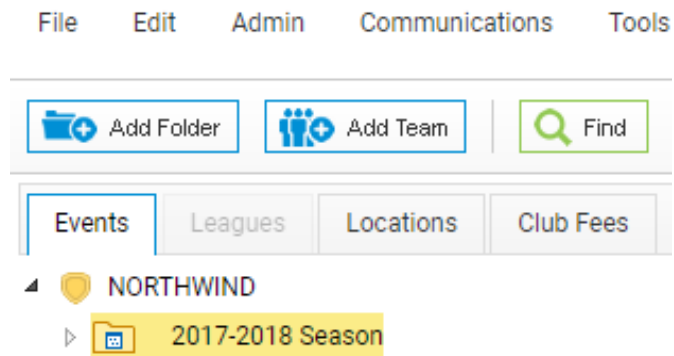 File Edit Admin Communications Tools
Add Folder Add Team Find
Events Leagues Locations Club Fees
NORTHWIND
2017-2018 Season